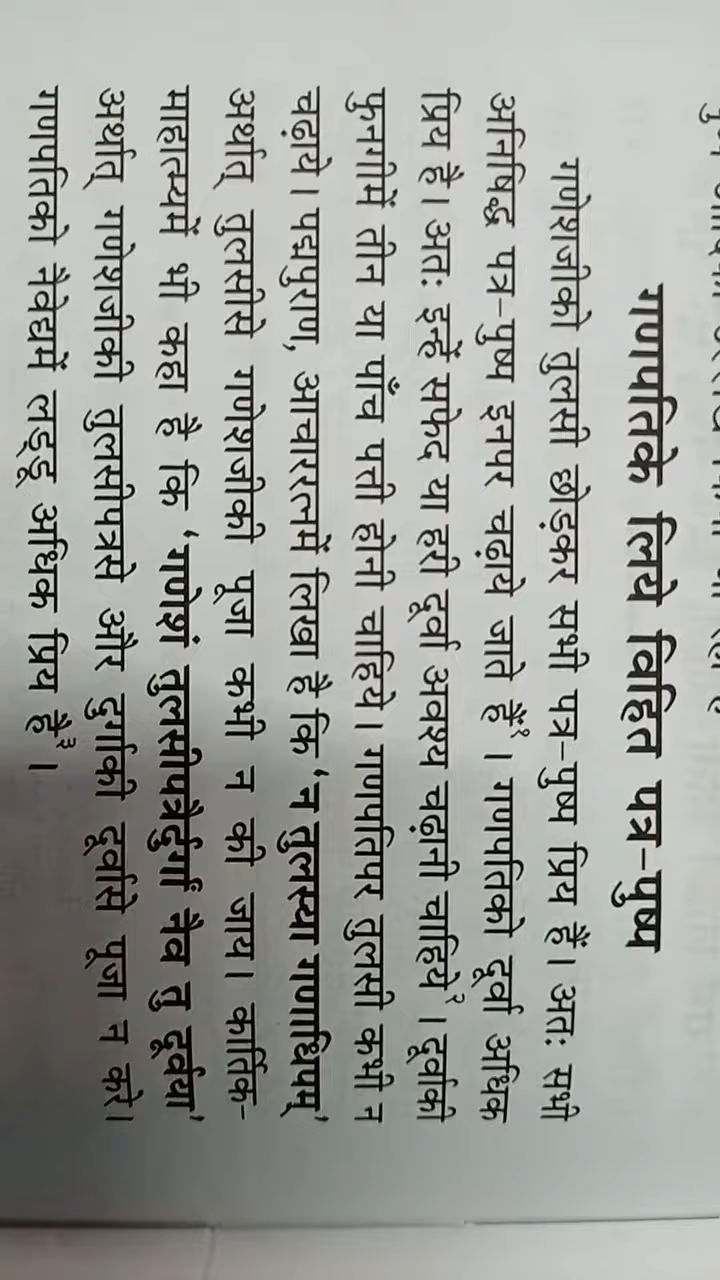 गणपतिके लिये विहित पत्र-पुष्प
गणेशजीको तुलसी छोड़कर सभी पत्र-पुष्प प्रिय हैं। अतः सभी
अनिषिद्ध पत्र-पुष्प इनपर चढ़ाये जाते हैं१। गणपतिको दूर्वा अधिक
प्रिय है। अतः इन्हें सफेद या हरी दूर्वा अवश्य चढ़ानी चाहिये२। दूर्वाकी
फुनगीमें तीन या पाँच पत्ती होनी चाहिये। गणपतिपर तुलसी कभी न
चढ़ाये। पद्मपुराण, आचाररत्नमें लिखा है कि ‘न तुलस्या गणाधिपम्’
अर्थात् तुलसीसे गणेशजीकी पूजा कभी न की जाय। कार्तिक-
माहात्म्यमें भी कहा है कि ‘गणेशं तुलसीपत्रैर्दुर्गां नैव तु दूर्वया’
अर्थात् गणेशजीकी तुलसीपत्रसे और दुर्गाकी दूर्वासे पूजा न करे।
गणपतिको नैवेद्यमें लड्डू अधिक प्रिय है३।